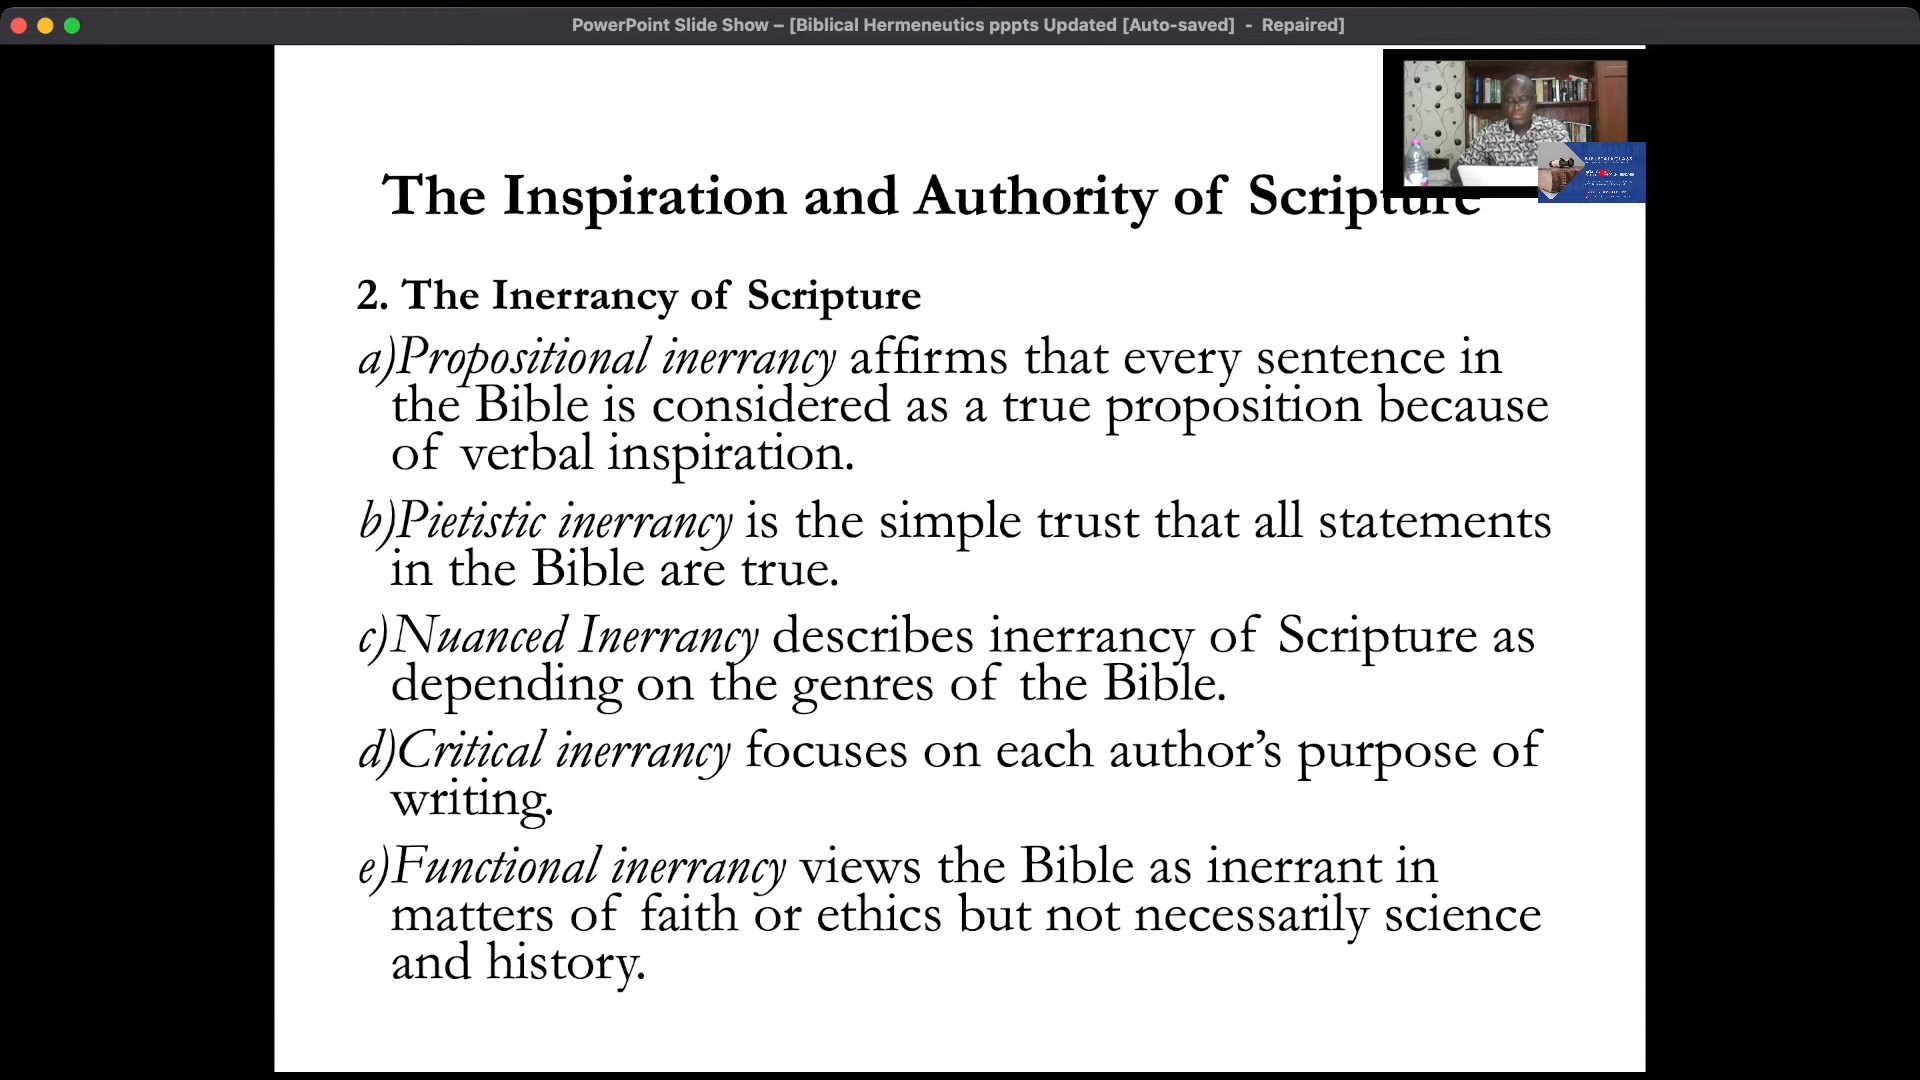 PowerPoint Slide Show – [Biblical Hermeneutics pppts Updated [Auto-saved] - Repaired]
The Inspiration and Authority of Scripture
2. The Inerrancy of Scripture
a)Propositional inerrancy affirms that every sentence in
the Bible is considered as a true proposition because
of verbal inspiration.
b)Pietistic inerrancy is the simple trust that all statements
in the Bible are true.
c)Nuanced Inerrancy describes inerrancy of Scripture as
depending on the genres of the Bible.
d)Critical inerrancy focuses on each author’s purpose of
writing.
e)Functional inerrancy views the Bible as inerrant in
matters of faith or ethics but not necessarily science
and history.